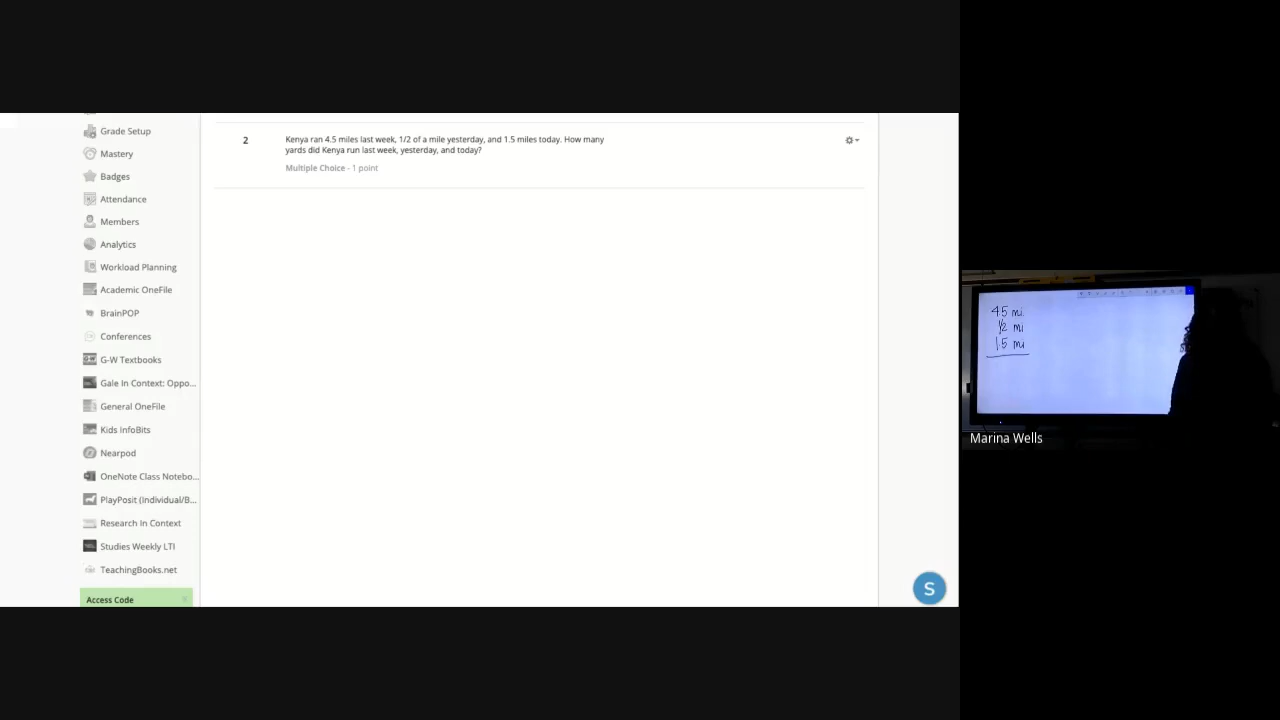 Grade Setup
Mastery
Badges
Attendance
Members
Analytics
Workload Planning
Academic OneFile
BrainPOP
Conferences
G-W Textbooks
Gale In Context: Oppo...
General OneFile
Kids InfoBits
Nearpod
OneNote Class Notebo...
PlayPosit (Individual/B...
Research In Context
Studies Weekly LTI
TeachingBooks.net
Access Code
2
Kenya ran 4.5 miles last week, 1/2 of a mile yesterday, and 1.5 miles today. How many
yards did Kenya run last week, yesterday, and today?
Multiple Choice - 1 point
S
4.5 mi.
1/2 mi
1.5 mi
Marina Wells